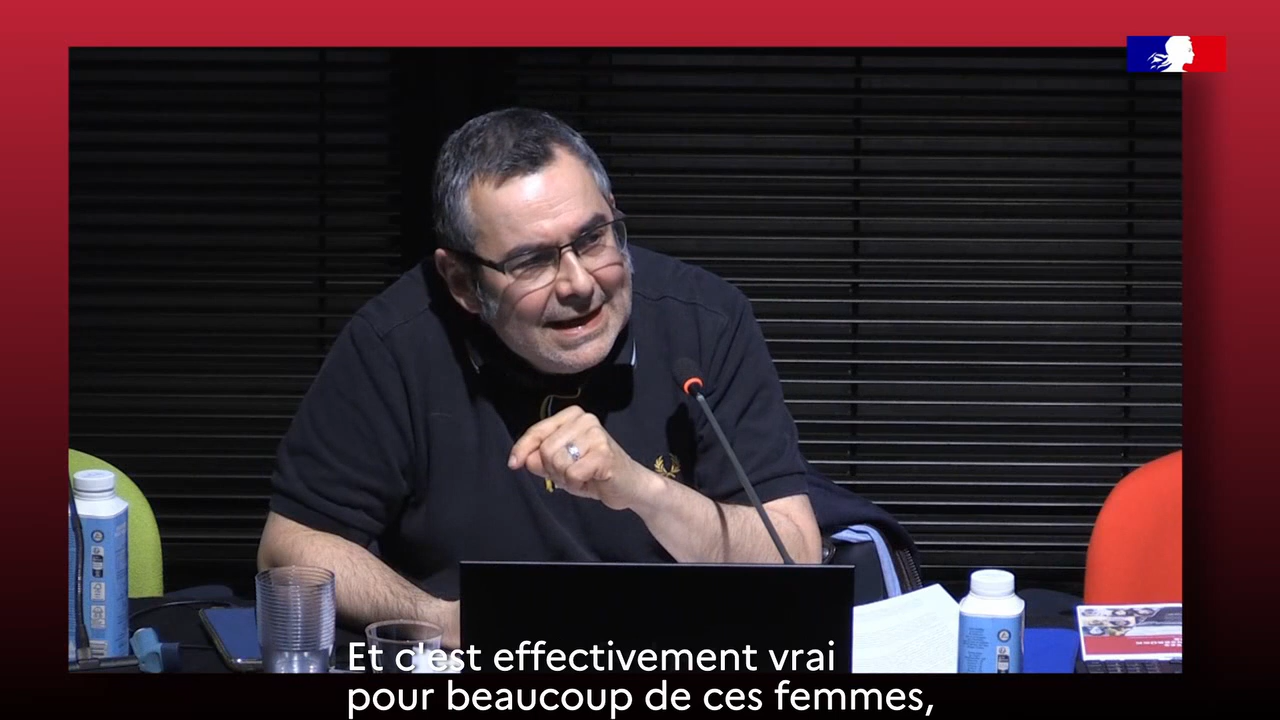 Et c'est effectivement vrai
pour beaucoup de ces femmes,